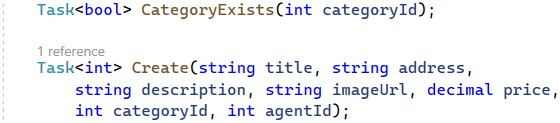 Task<bool> CategoryExists(int categoryId);
1 reference
Task<int> Create(string title, string address,
string description, string imageUrl, decimal price,
int categoryId, int agentId);